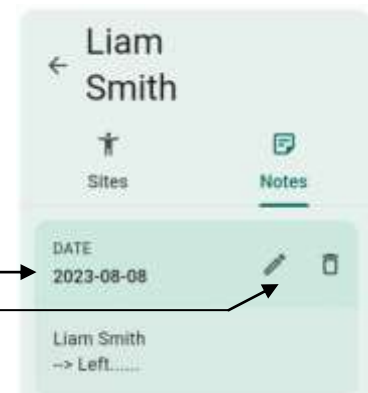 Liam
Smith
Sites
Notes
DATE
2023-08-08
Liam Smith
--> Left......